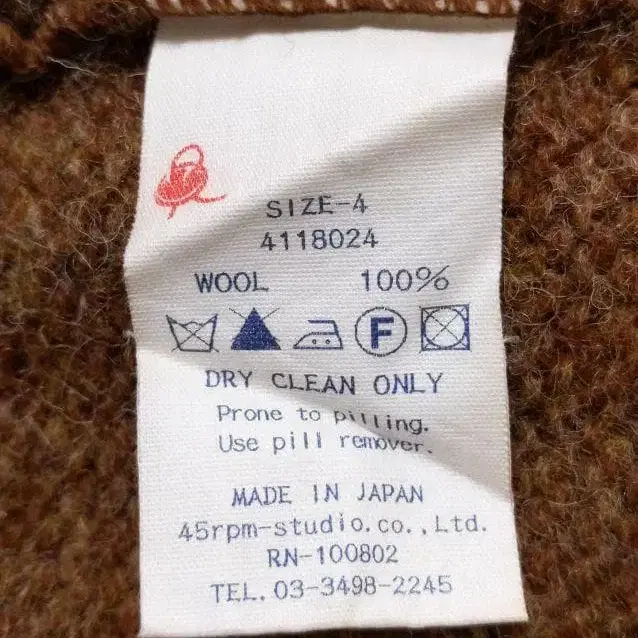 SIZE-4
4118024
WOOL 100%
F
DRY CLEAN ONLY
Prone to pilling.
Use pill remover.
MADE IN JAPAN
45rpm-studio.co.,Ltd.
RN-100802
TEL.03-3498-2245